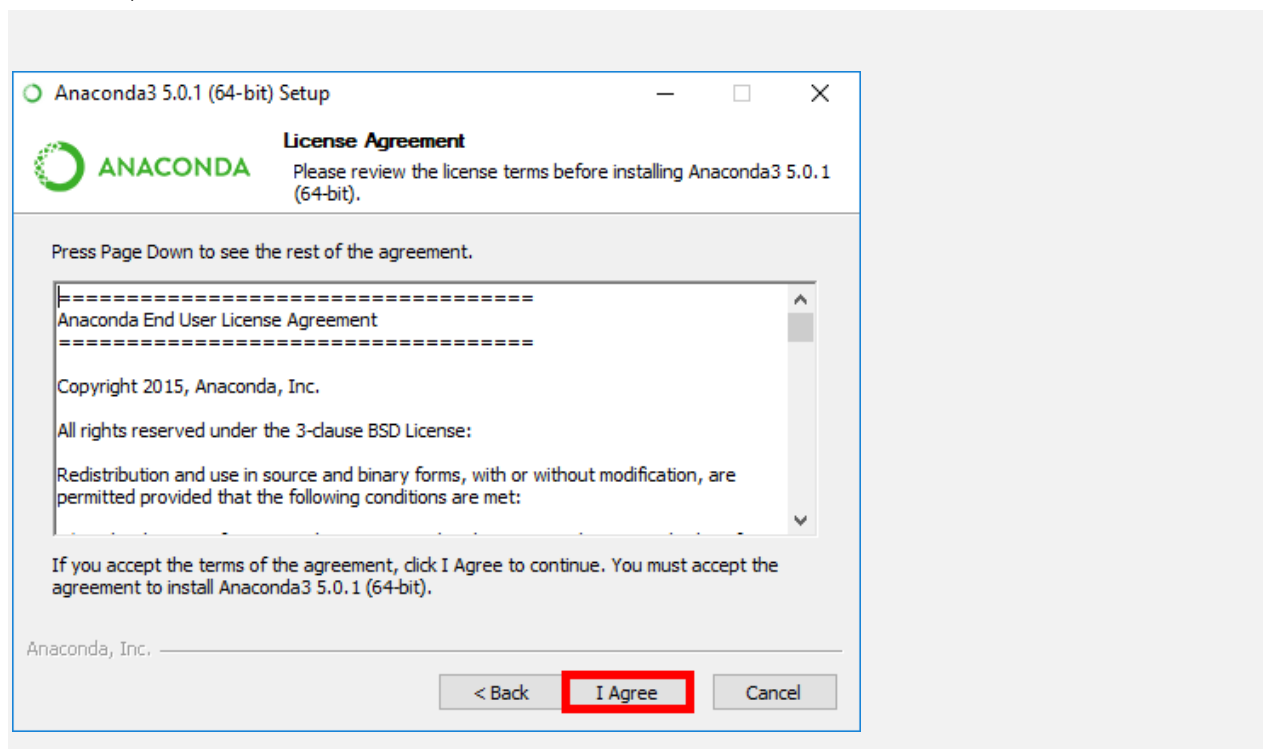 Anaconda3 5.0.1 (64-bit) Setup
ANACONDA
License Agreement
Please review the license terms before installing Anaconda3 5.0.1
(64-bit).
Press Page Down to see the rest of the agreement.
===================================
Anaconda End User License Agreement
===================================
Copyright 2015, Anaconda, Inc.
All rights reserved under the 3-clause BSD License:
Redistribution and use in source and binary forms, with or without modification, are
permitted provided that the following conditions are met:
If you accept the terms of the agreement, click I Agree to continue. You must accept the
agreement to install Anaconda3 5.0.1 (64-bit).
Anaconda, Inc.
< Back
I Agree
Cancel